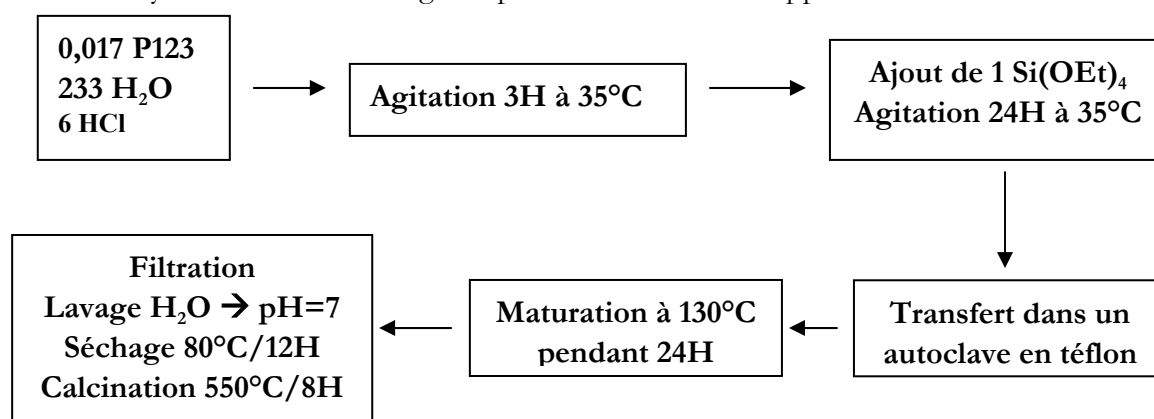 0,017 P123
233 H₂O
6 HCl
Agitation 3H à 35°C
Ajout de 1 Si(OEt)₄
Agitation 24H à 35°C
Transfert dans un
autoclave en téflon
Maturation à 130°C
pendant 24H
Filtration
Lavage H₂O → pH=7
Séchage 80°C/12H
Calcination 550°C/8H